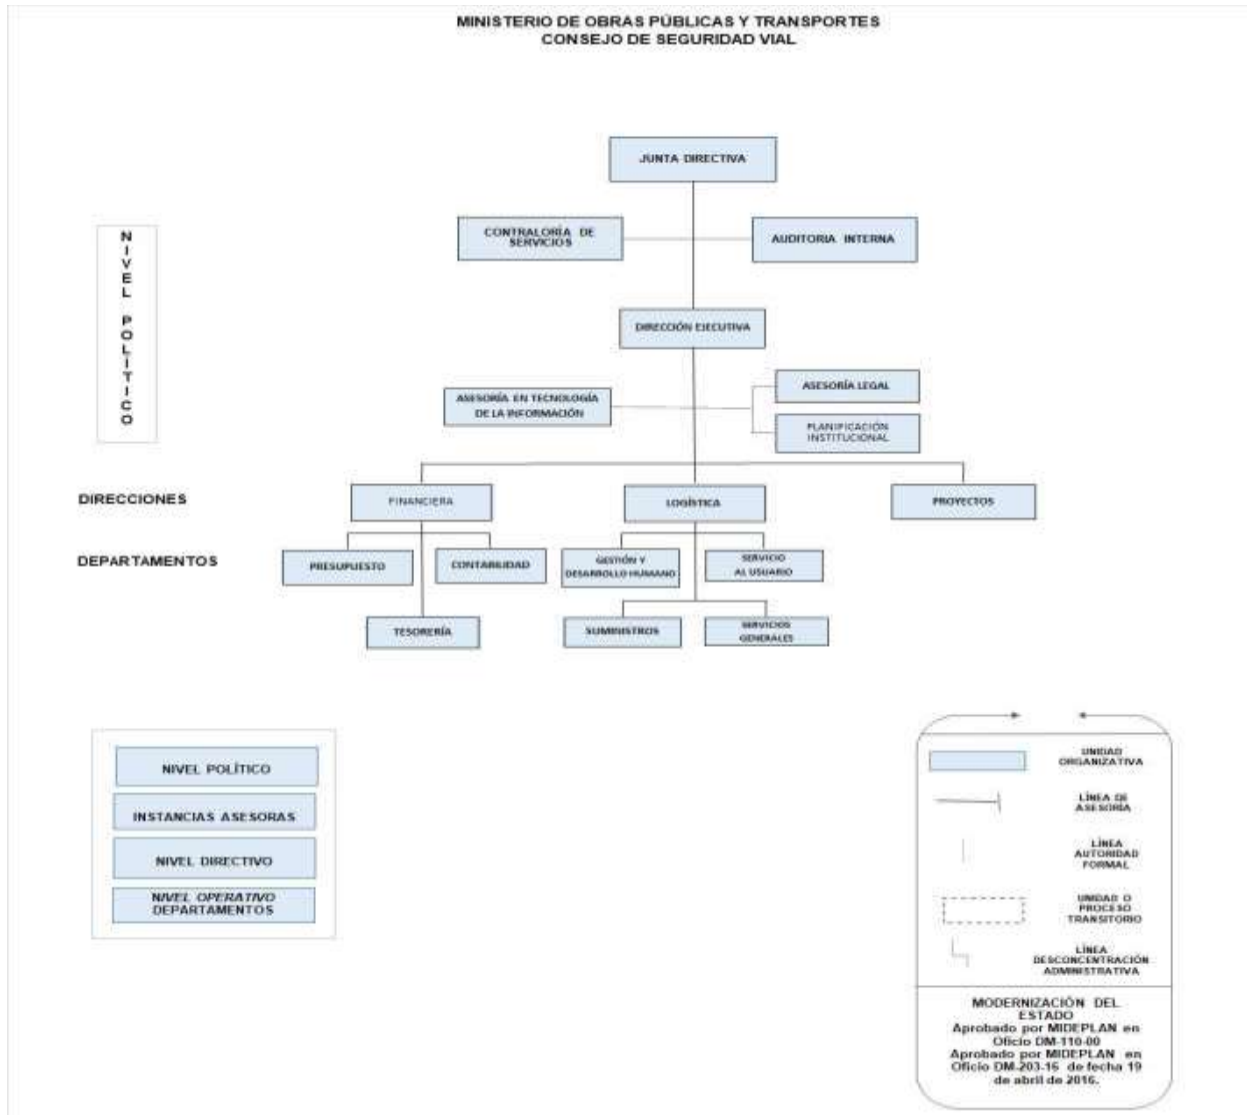 MINISTERIO DE OBRAS PÚBLICAS Y TRANSPORTES
CONSEJO DE SEGURIDAD VIAL
JUNTA DIRECTIVA
CONTRALORÍA DE
SERVICIOS
AUDITORIA INTERNA
NIVEL POLÍTICO
DIRECCIÓN EJECUTIVA
ASESORÍA EN TECNOLOGÍA
DE LA INFORMACIÓN
ASESORÍA LEGAL
PLANIFICACIÓN
INSTITUCIONAL
DIRECCIONES
FINANCIERA
LOGÍSTICA
PROYECTOS
DEPARTAMENTOS
PRESUPUESTO
CONTABILIDAD
GESTIÓN Y
DESARROLLO HUMANO
SERVICIO
AL USUARIO
TESORERÍA
SUMINISTROS
SERVICIOS
GENERALES
NIVEL POLÍTICO
INSTANCIAS ASESORAS
NIVEL DIRECTIVO
NIVEL OPERATIVO
DEPARTAMENTOS
UNIDAD
ORGANIZATIVA
LÍNEA DE
ASESORÍA
LÍNEA
AUTORIDAD
FORMAL
UNIDAD O
PROCESO
TRANSITORIO
LÍNEA
DESCONCENTRACIÓN
ADMINISTRATIVA
MODERNIZACIÓN DEL
ESTADO
Aprobado por MIDEPLAN en
Oficio DM-110-00
Aprobado por MIDEPLAN en
Oficio DM-203-16 de fecha 19
de abril de 2016.